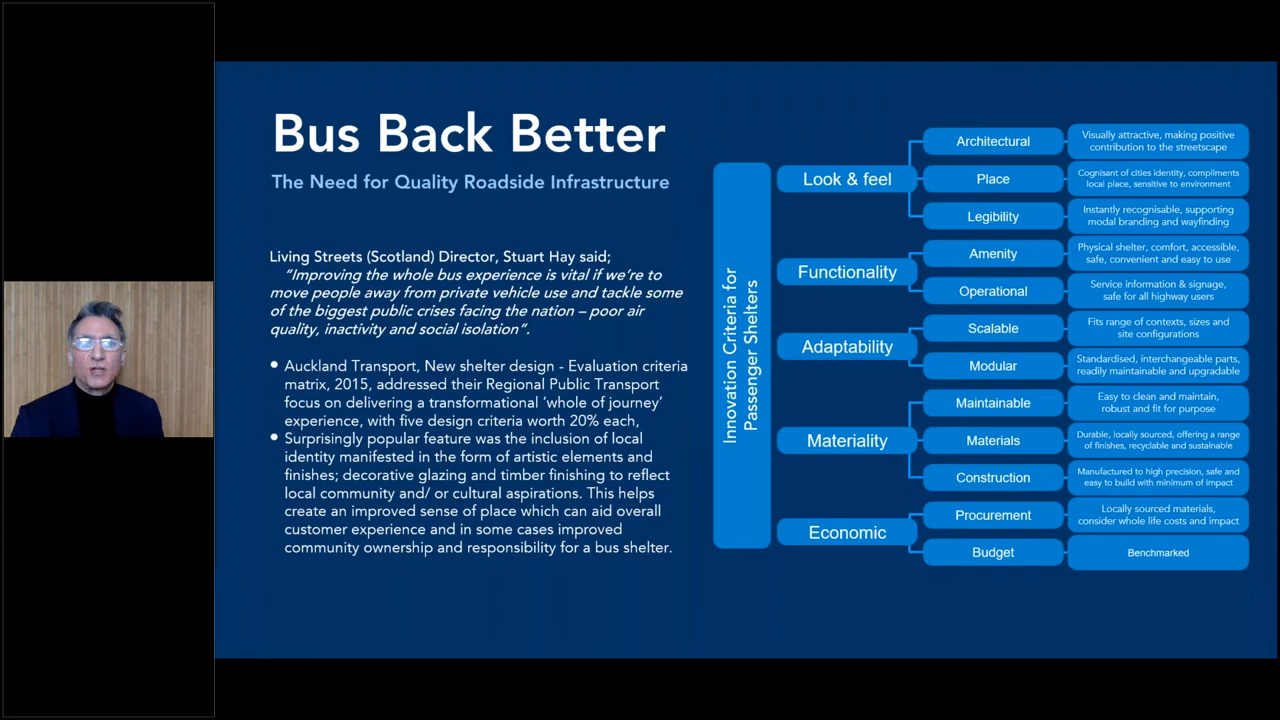 Bus Back Better
The Need for Quality Roadside Infrastructure
Living Streets (Scotland) Director, Stuart Hay said;
“Improving the whole bus experience is vital if we’re to
move people away from private vehicle use and tackle some
of the biggest public crises facing the nation – poor air
quality, inactivity and social isolation“.
• Auckland Transport, New shelter design - Evaluation criteria
matrix, 2015, addressed their Regional Public Transport
focus on delivering a transformational ‘whole of journey’
experience, with five design criteria worth 20% each,
• Surprisingly popular feature was the inclusion of local
identity manifested in the form of artistic elements and
finishes; decorative glazing and timber finishing to reflect
local community and/ or cultural aspirations. This helps
create an improved sense of place which can aid overall
customer experience and in some cases improved
community ownership and responsibility for a bus shelter.
Innovation Criteria for
Passenger Shelters
Look & feel
Architectural
Visually attractive, making positive
contribution to the streetscape
Place
Cognisant of cities identity, compliments
local place, sensitive to environment
Legibility
Instantly recognisable, supporting
modal branding and wayfinding
Functionality
Amenity
Physical shelter, comfort, accessible,
safe, convenient and easy to use
Operational
Service information & signage,
safe for all highway users
Adaptability
Scalable
Fits range of contexts, sizes and
site configurations
Modular
Standardised, interchangeable parts,
readily maintainable and upgradable
Materiality
Maintainable
Easy to clean and maintain,
robust and fit for purpose
Materials
Durable, locally sourced, offering a range
of finishes, recyclable and sustainable
Construction
Manufactured to high precision, safe and
easy to build with minimum of impact
Economic
Procurement
Locally sourced materials,
consider whole life costs and impact
Budget
Benchmarked